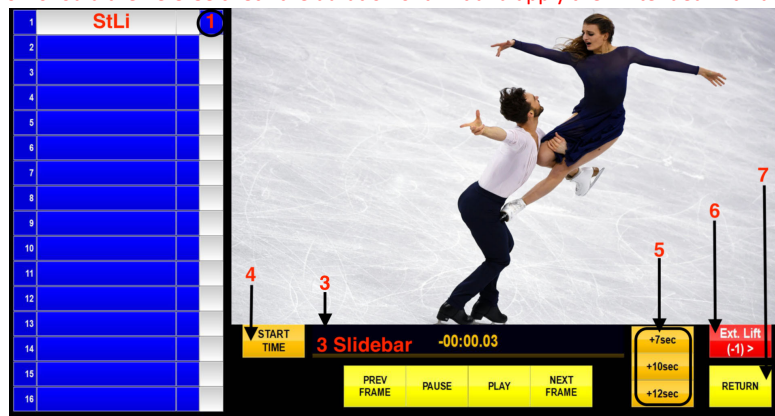 1 StLi 1
2
3
4
5
6
7
8
9
10
11
12
13
14
15
16
7
6
5
4
3
START
TIME
3 Slidebar
-00:00.03
+7sec
+10sec
+12sec
Ext. Lift
(-1) >
PREV
FRAME
PAUSE
PLAY
NEXT
FRAME
RETURN